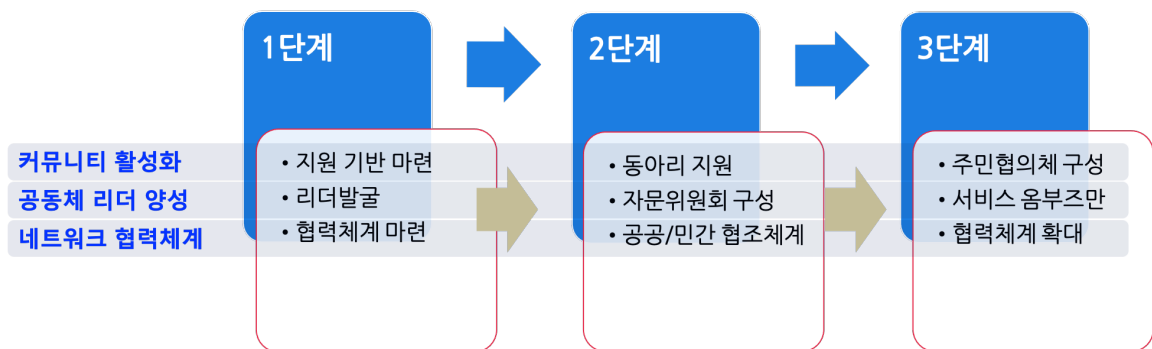 1단계
2단계
3단계
커뮤니티 활성화
• 지원 기반 마련
• 동아리 지원
• 주민협의체 구성
공동체 리더 양성
• 리더발굴
• 자문위원회 구성
• 서비스 옴부즈만
네트워크 협력체계
• 협력체계 마련
• 공공/민간 협조체계
• 협력체계 확대